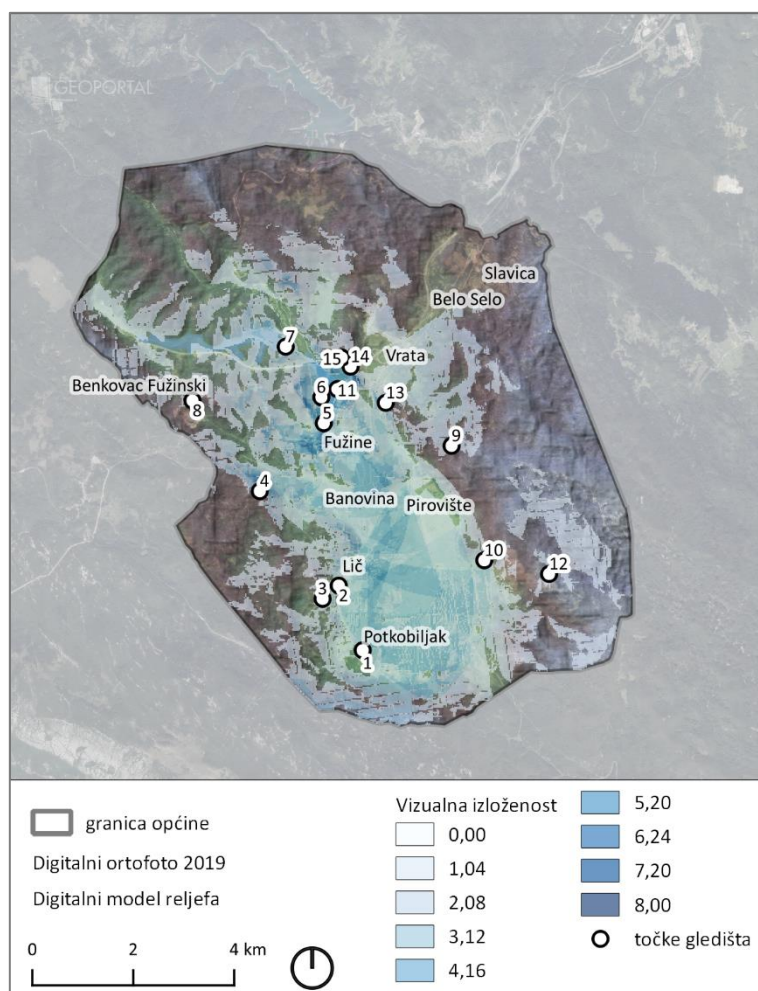 GEOPORTAL
Slavica
Belo Selo
7
15
14
Vrata
Benkovac Fužinski
8
6
11
13
5
Fužine
9
4
Banovina
Pirovište
10
12
Lič
3
2
Potkobiljak
1
granica općine
Digitalni ortofoto 2019
Digitalni model reljefa
0 2 4 km
Vizualna izloženost
0,00
1,04
2,08
3,12
4,16
5,20
6,24
7,20
8,00
točke gledišta